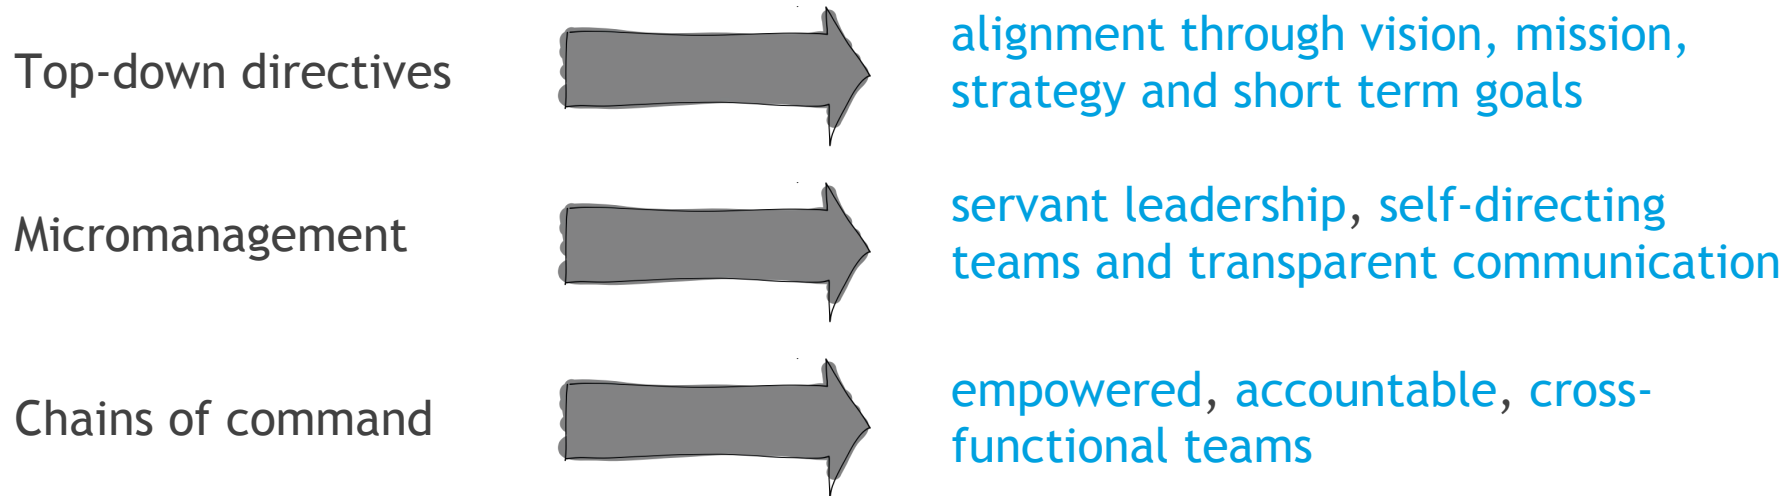 Top-down directives
alignment through vision, mission,
strategy and short term goals
Micromanagement
servant leadership, self-directing
teams and transparent communication
Chains of command
empowered, accountable, cross-
functional teams